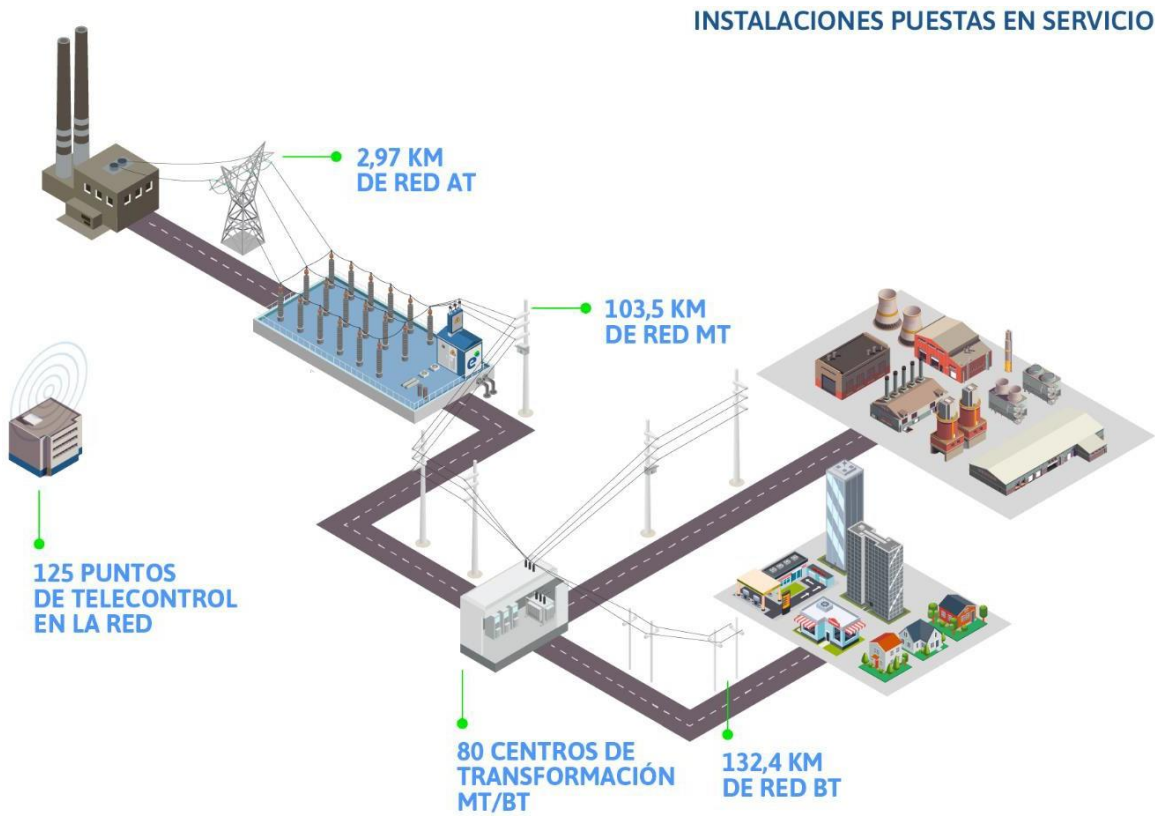 INSTALACIONES PUESTAS EN SERVICIO
2,97 KM
DE RED AT
103,5 KM
DE RED MT
e
125 PUNTOS
DE TELECONTROL
EN LA RED
80 CENTROS DE
TRANSFORMACIÓN
MT/BT
132,4 KM
DE RED BT